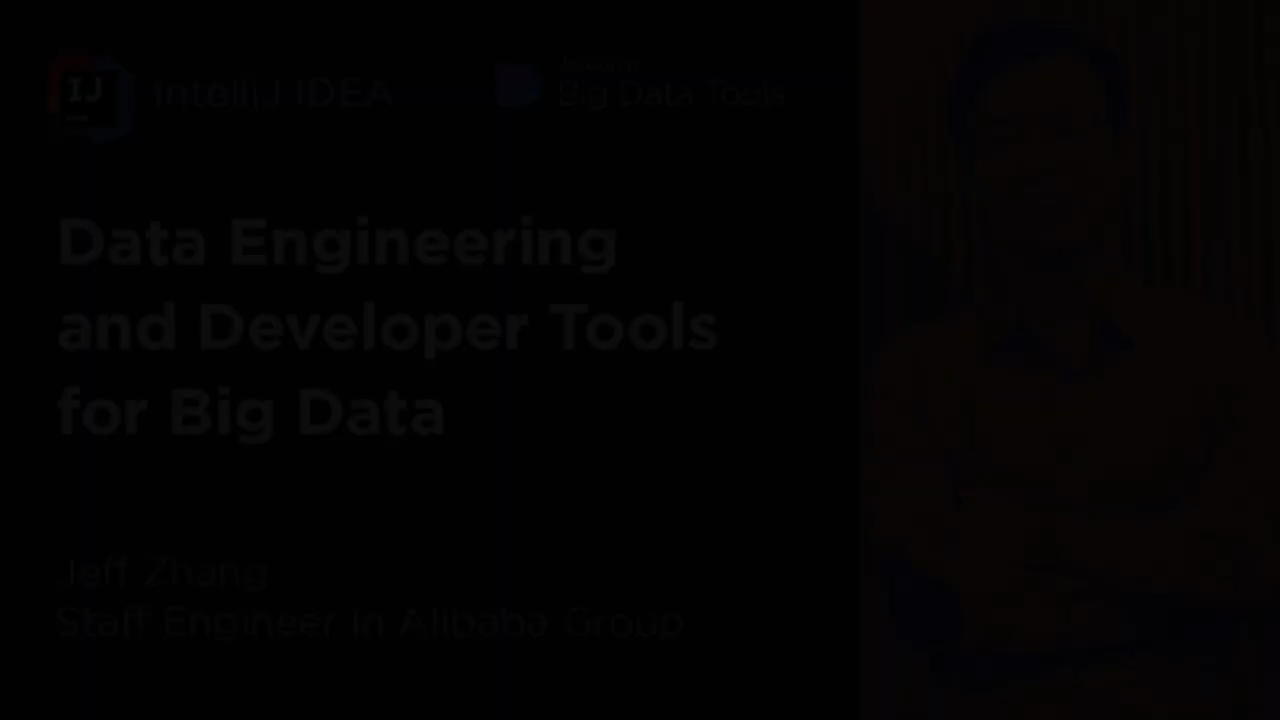 IJ
IntelliJ IDEA
Big Data Tools
Data Engineering
and Developer Tools
for Big Data
Jeff Zhang
Staff Engineer in Alibaba Group